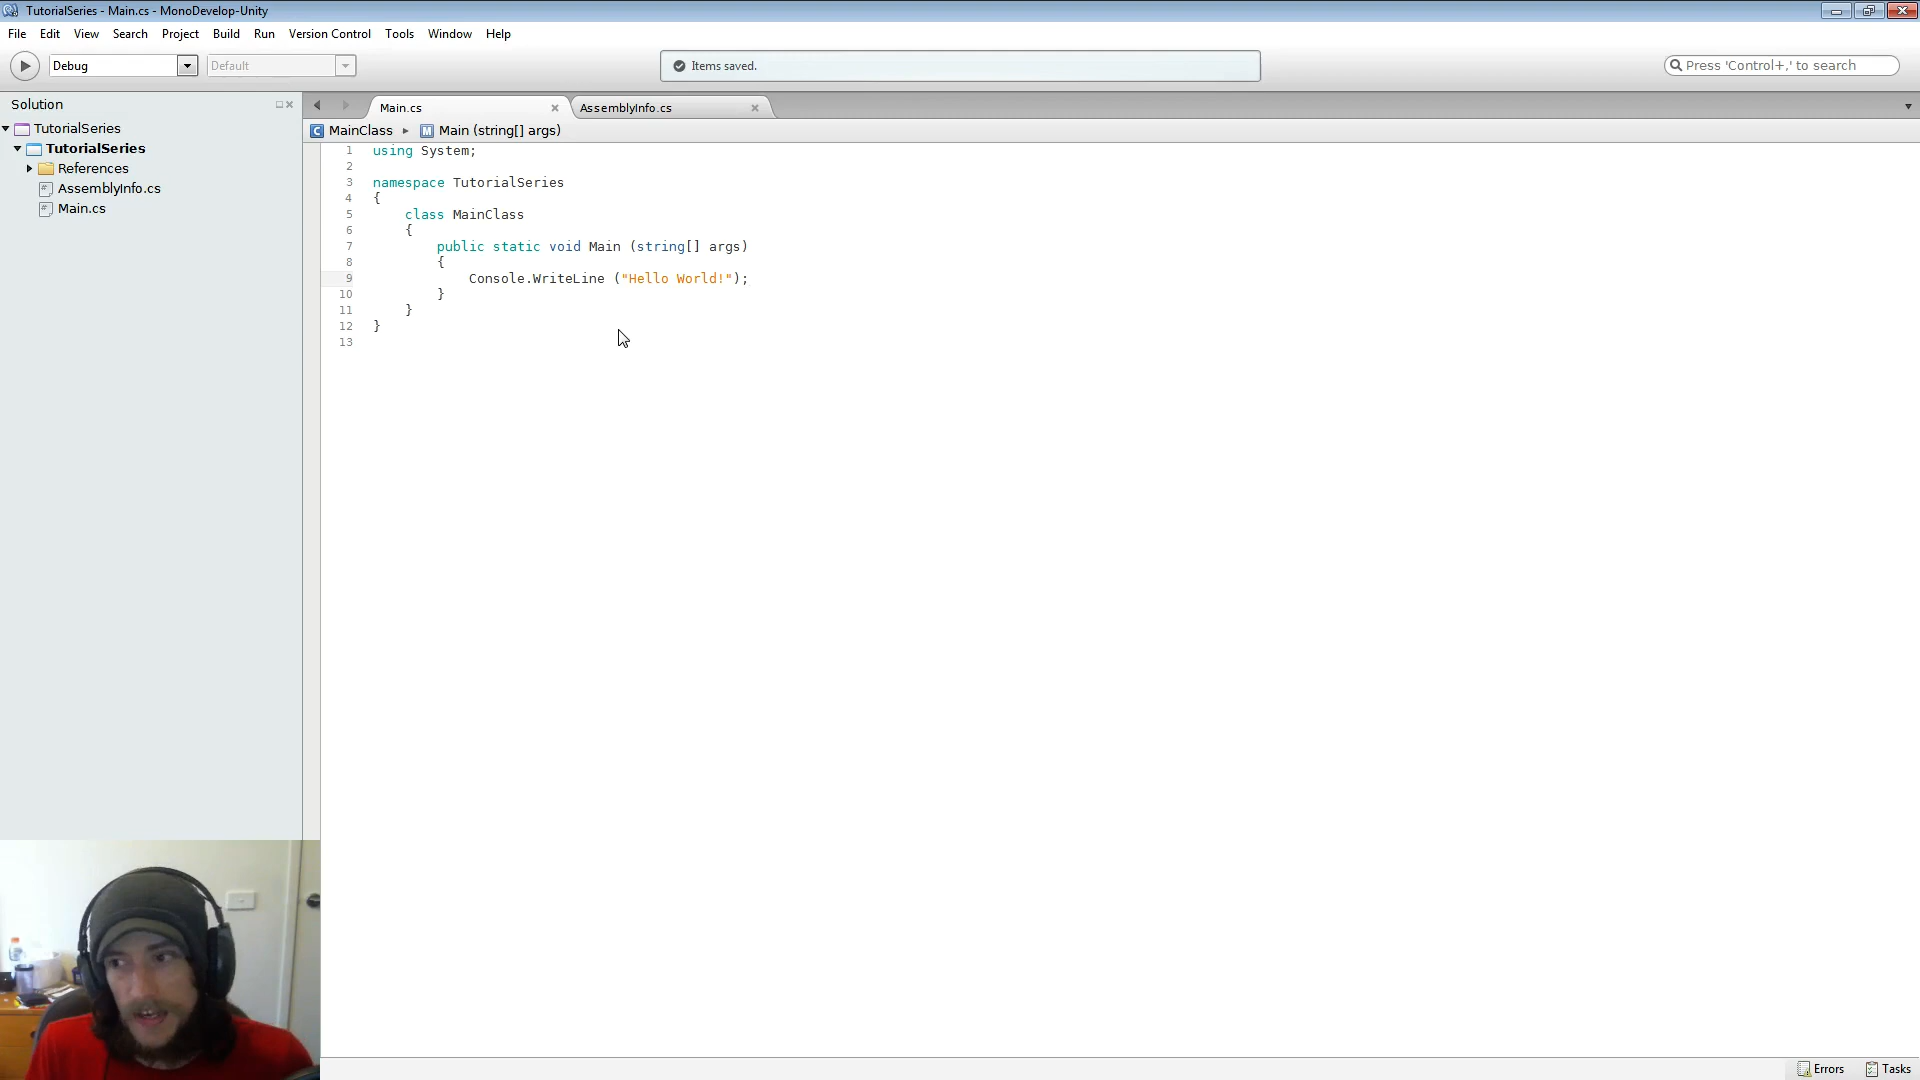 TutorialSeries - Main.cs - MonoDevelop-Unity
File Edit View Search Project Build Run Version Control Tools Window Help
Debug Default Items saved. Press 'Control+,' to search
Solution
TutorialSeries
TutorialSeries
References
AssemblyInfo.cs
Main.cs
Main.cs AssemblyInfo.cs
C MainClass M Main (string[] args)
1 using System;
2
3 namespace TutorialSeries
4 {
5 class MainClass
6 {
7 public static void Main (string[] args)
8 {
9 Console.WriteLine ("Hello World!");
10 }
11 }
12 }
13
Errors Tasks